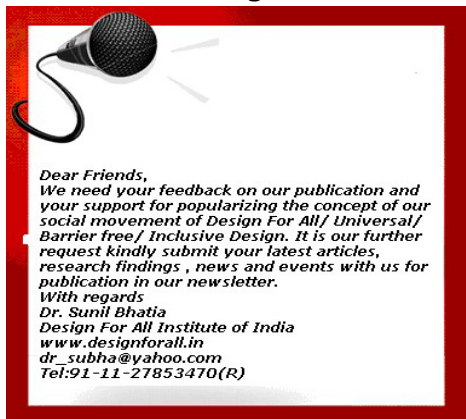 Dear Friends,
We need your feedback on our publication and
your support for popularizing the concept of our
social movement of Design For All/ Universal/
Barrier free/ Inclusive Design. It is our further
request kindly submit your latest articles,
research findings , news and events with us for
publication in our newsletter.
With regards
Dr. Sunil Bhatia
Design For All Institute of India
www.designforall.in
dr_subha@yahoo.com
Tel:91-11-27853470(R)